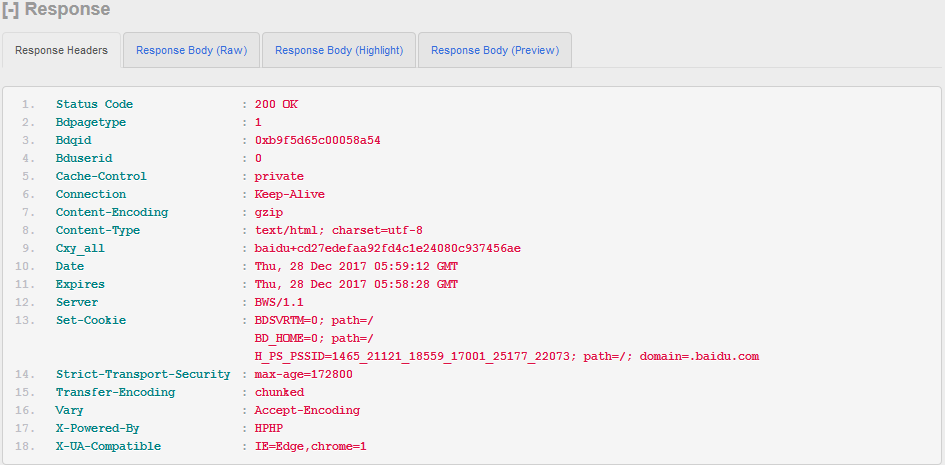 [-] Response
Response Headers Response Body (Raw) Response Body (Highlight) Response Body (Preview)
1. Status Code : 200 OK
2. Bdpagetype : 1
3. Bdqid : 0xb9f5d65c00058a54
4. Bduserid : 0
5. Cache-Control : private
6. Connection : Keep-Alive
7. Content-Encoding : gzip
8. Content-Type : text/html; charset=utf-8
9. Cxy_all : baidu+cd27edefaa92fd4c1e24080c937456ae
10. Date : Thu, 28 Dec 2017 05:59:12 GMT
11. Expires : Thu, 28 Dec 2017 05:58:28 GMT
12. Server : BWS/1.1
13. Set-Cookie : BDSVRTM=0; path=/
BD_HOME=0; path=/
H_PS_PSSID=1465_21121_18559_17001_25177_22073; path=/; domain=.baidu.com
14. Strict-Transport-Security : max-age=172800
15. Transfer-Encoding : chunked
16. Vary : Accept-Encoding
17. X-Powered-By : HPHP
18. X-UA-Compatible : IE=Edge,chrome=1